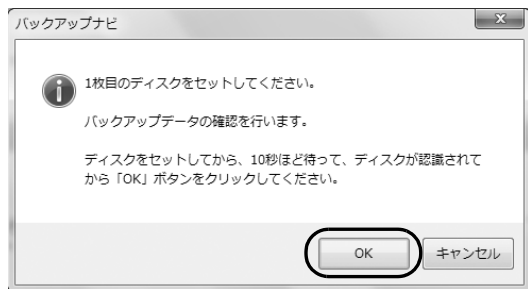 バックアップナビ
1枚目のディスクをセットしてください。
バックアップデータの確認を行います。
ディスクをセットしてから、10秒ほど待って、ディスクが認識されて
から「OK」ボタンをクリックしてください。
OK
キャンセル